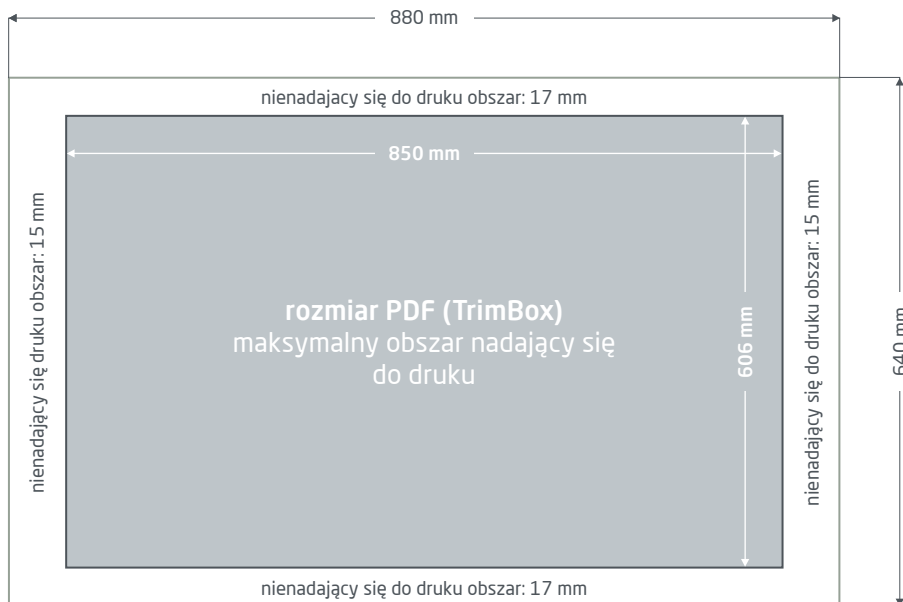 880 mm
nienadajacy się do druku obszar: 17 mm
850 mm
nienadający się druku obszar: 15 mm
rozmiar PDF (TrimBox)
maksymalny obszar nadający się
do druku
606 mm
nienadający się do druku obszar: 15 mm
640 mm
nienadający się do druku obszar: 17 mm